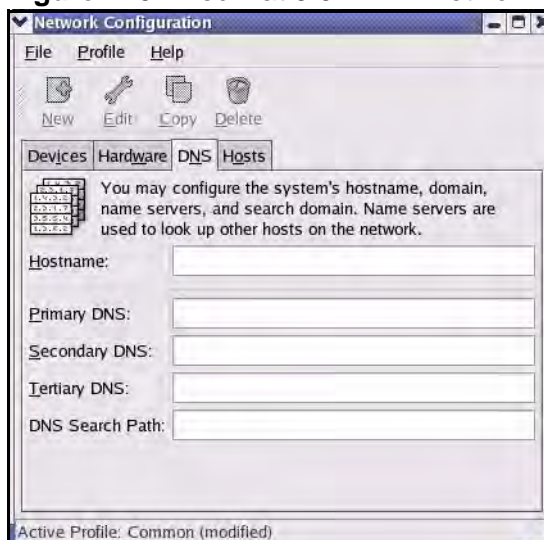 Network Configuration
File Profile Help
New Edit Copy Delete
Devices Hardware DNS Hosts
You may configure the system's hostname, domain,
name servers, and search domain. Name servers are
used to look up other hosts on the network.
Hostname:
Primary DNS:
Secondary DNS:
Tertiary DNS:
DNS Search Path:
Active Profile: Common (modified)